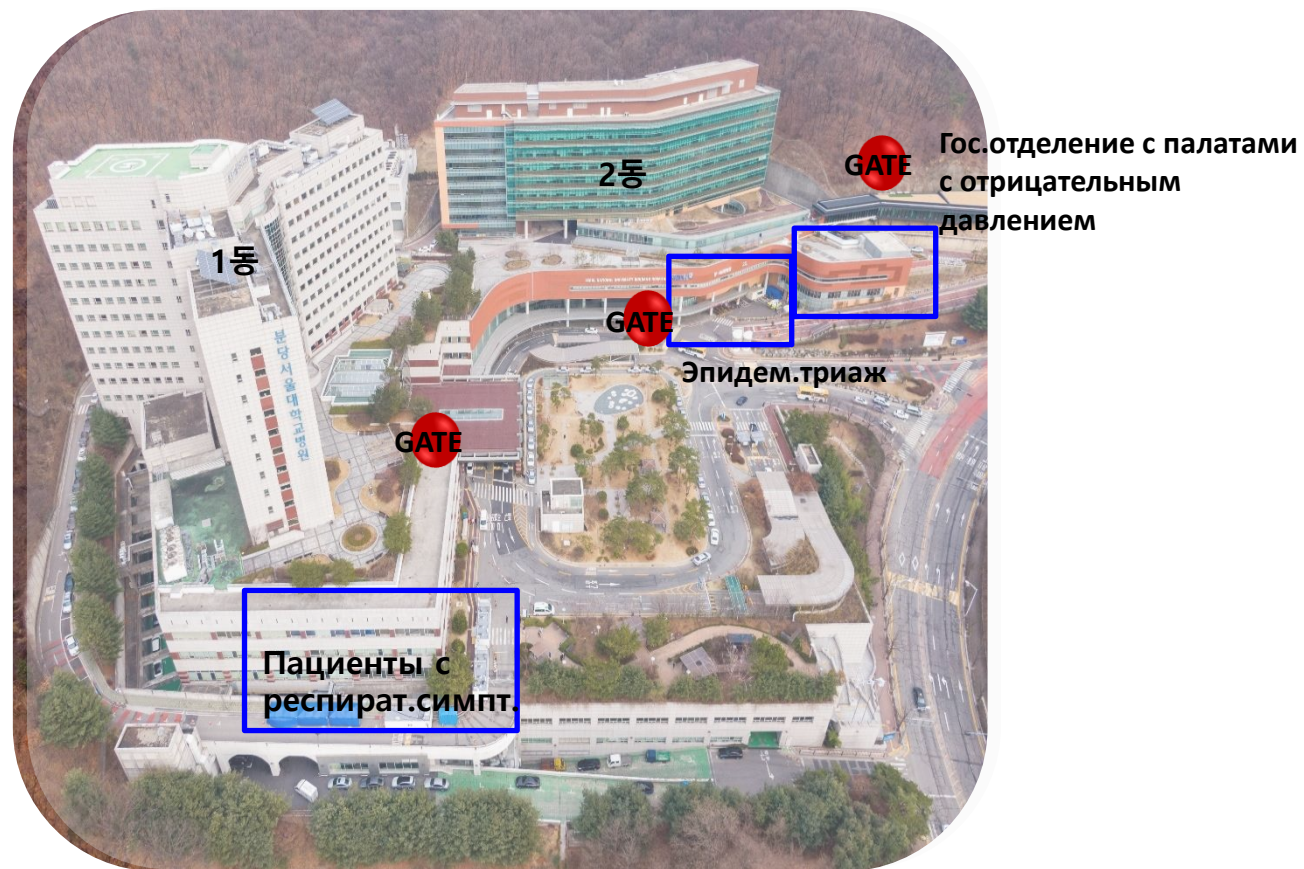 GATE
Гос.отделение с палатами
с отрицательным
давлением
2동
1동
GATE
Эпидем.триаж
분당서울대학교병원
GATE
Пациенты с
респират.симпт.